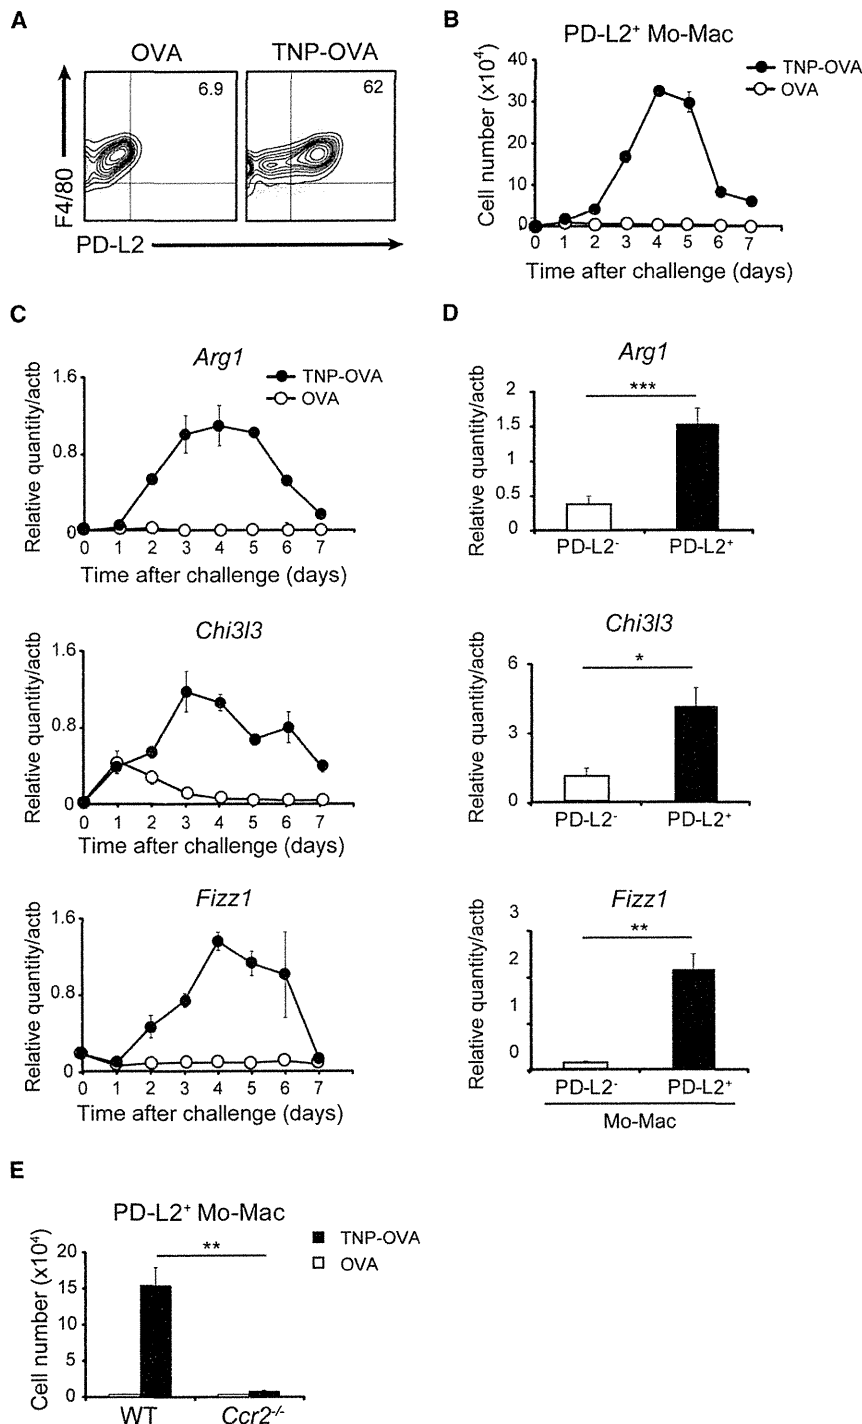 A
OVA
TNP-OVA
6.9
62
F4/80
PD-L2
B
PD-L2⁺ Mo-Mac
Cell number (x10⁴)
40
30
20
10
0
0 1 2 3 4 5 6 7
Time after challenge (days)
TNP-OVA
OVA
C
Arg1
TNP-OVA
OVA
Relative quantity/actb
1.6
0.8
0
0 1 2 3 4 5 6 7
Time after challenge (days)
Chi3l3
Relative quantity/actb
1.6
0.8
0
0 1 2 3 4 5 6 7
Time after challenge (days)
Fizz1
Relative quantity/actb
1.6
0.8
0
0 1 2 3 4 5 6 7
Time after challenge (days)
D
Arg1
***
Relative quantity/actb
2
1.5
1
0.5
0
PD-L2⁻ PD-L2⁺
Chi3l3
*
Relative quantity/actb
6
3
0
PD-L2⁻ PD-L2⁺
Fizz1
**
Relative quantity/actb
3
2
1
0
PD-L2⁻ PD-L2⁺
Mo-Mac
E
PD-L2⁺ Mo-Mac
TNP-OVA
OVA
**
Cell number (x10⁴)
20
15
10
5
0
WT Ccr2⁻/⁻